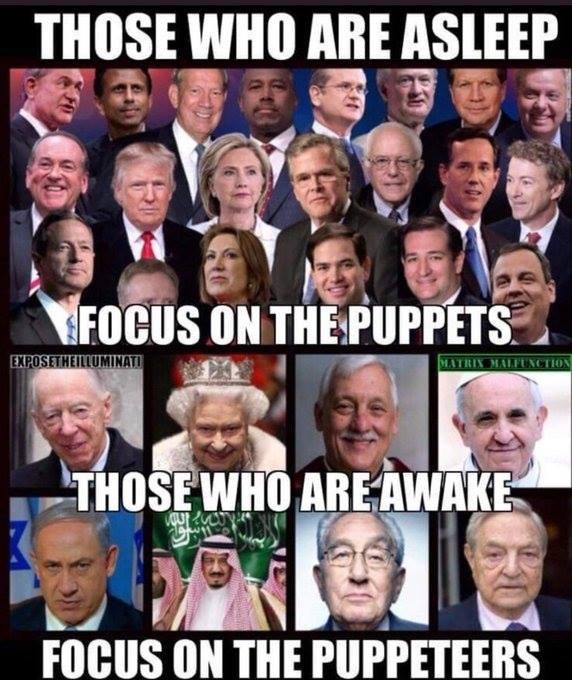 THOSE WHO ARE ASLEEP
FOCUS ON THE PUPPETS
EXPOSETHEILLUMINATI
MATRIX MALFUNCTION
THOSE WHO ARE AWAKE
FOCUS ON THE PUPPETEERS